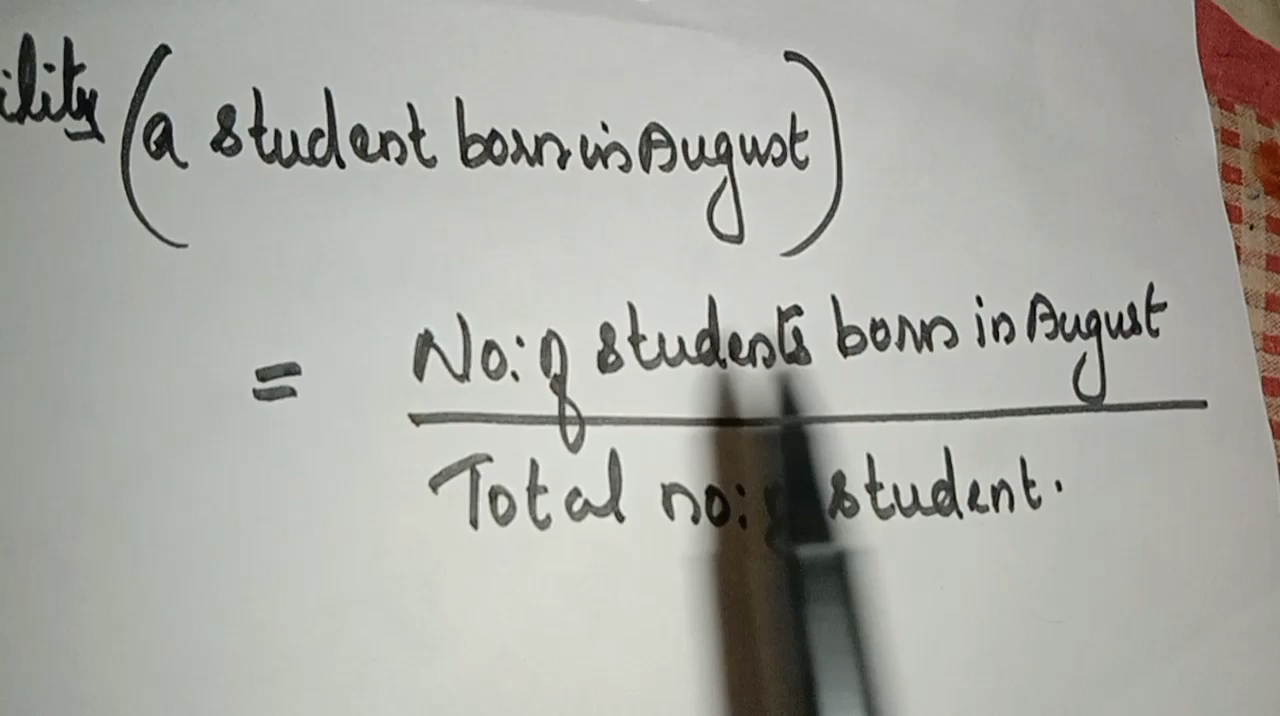 ility (a student born in August)
= No: of students born in August
Total no: student.